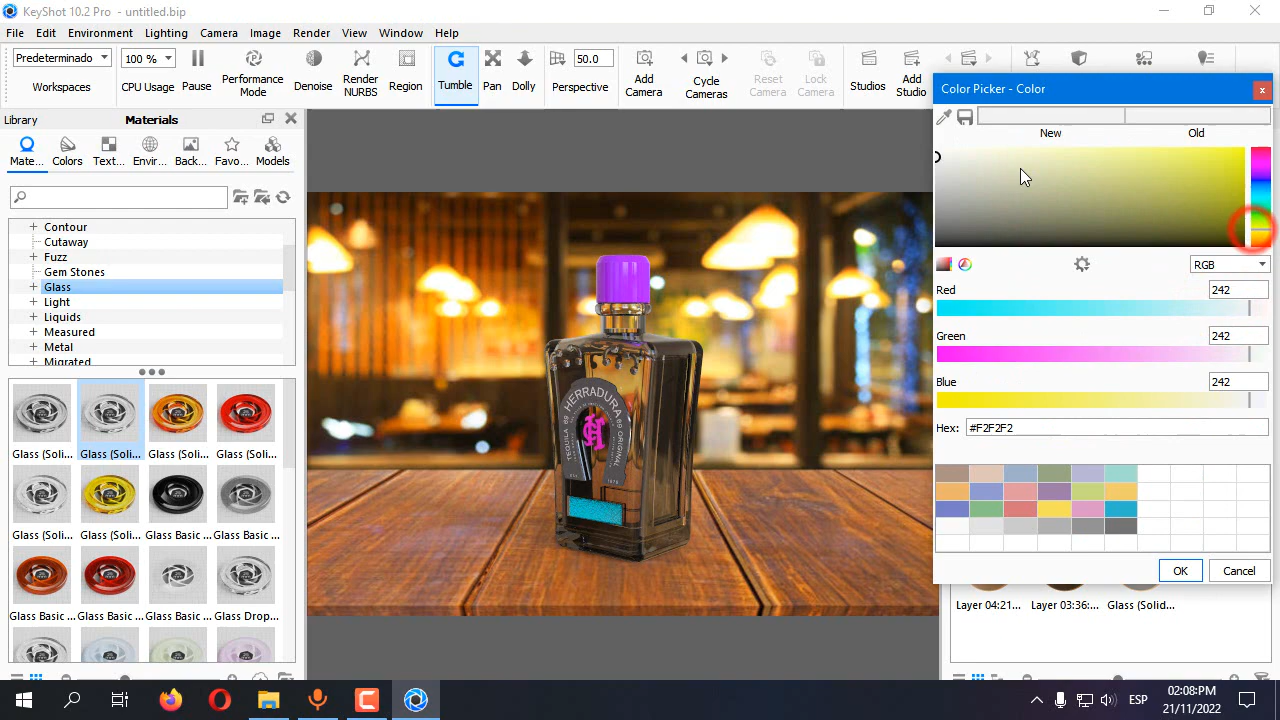 KeyShot 10.2 Pro - untitled.bip
File Edit Environment Lighting Camera Image Render View Window Help
Predeterminado
Workspaces
100 %
CPU Usage
Pause
Performance Mode
Denoise
Render NURBS
Region
Tumble
Pan
Dolly
50.0
Perspective
Add Camera
Cycle Cameras
Reset Camera
Lock Camera
Studios
Add Studio
Library
Materials
Mate...
Colors
Text...
Envir...
Back...
Favo...
Models
Contour
Cutaway
Fuzz
Gem Stones
Glass
Light
Liquids
Measured
Metal
Migrated
Glass (Soli... Glass (Soli... Glass (Soli... Glass (Soli...
Glass (Soli... Glass (Soli... Glass Basic ... Glass Basic ...
Glass Basic ... Glass Basic ... Glass Basic ... Glass Drop...
HERRADURA
TEQUILA
ORIGINAL
Color Picker - Color
New
Old
RGB
Red
242
Green
242
Blue
242
Hex:
#F2F2F2
OK
Cancel
Layer 04:21... Layer 03:36:... Glass (Solid...
ESP
02:08:PM
21/11/2022